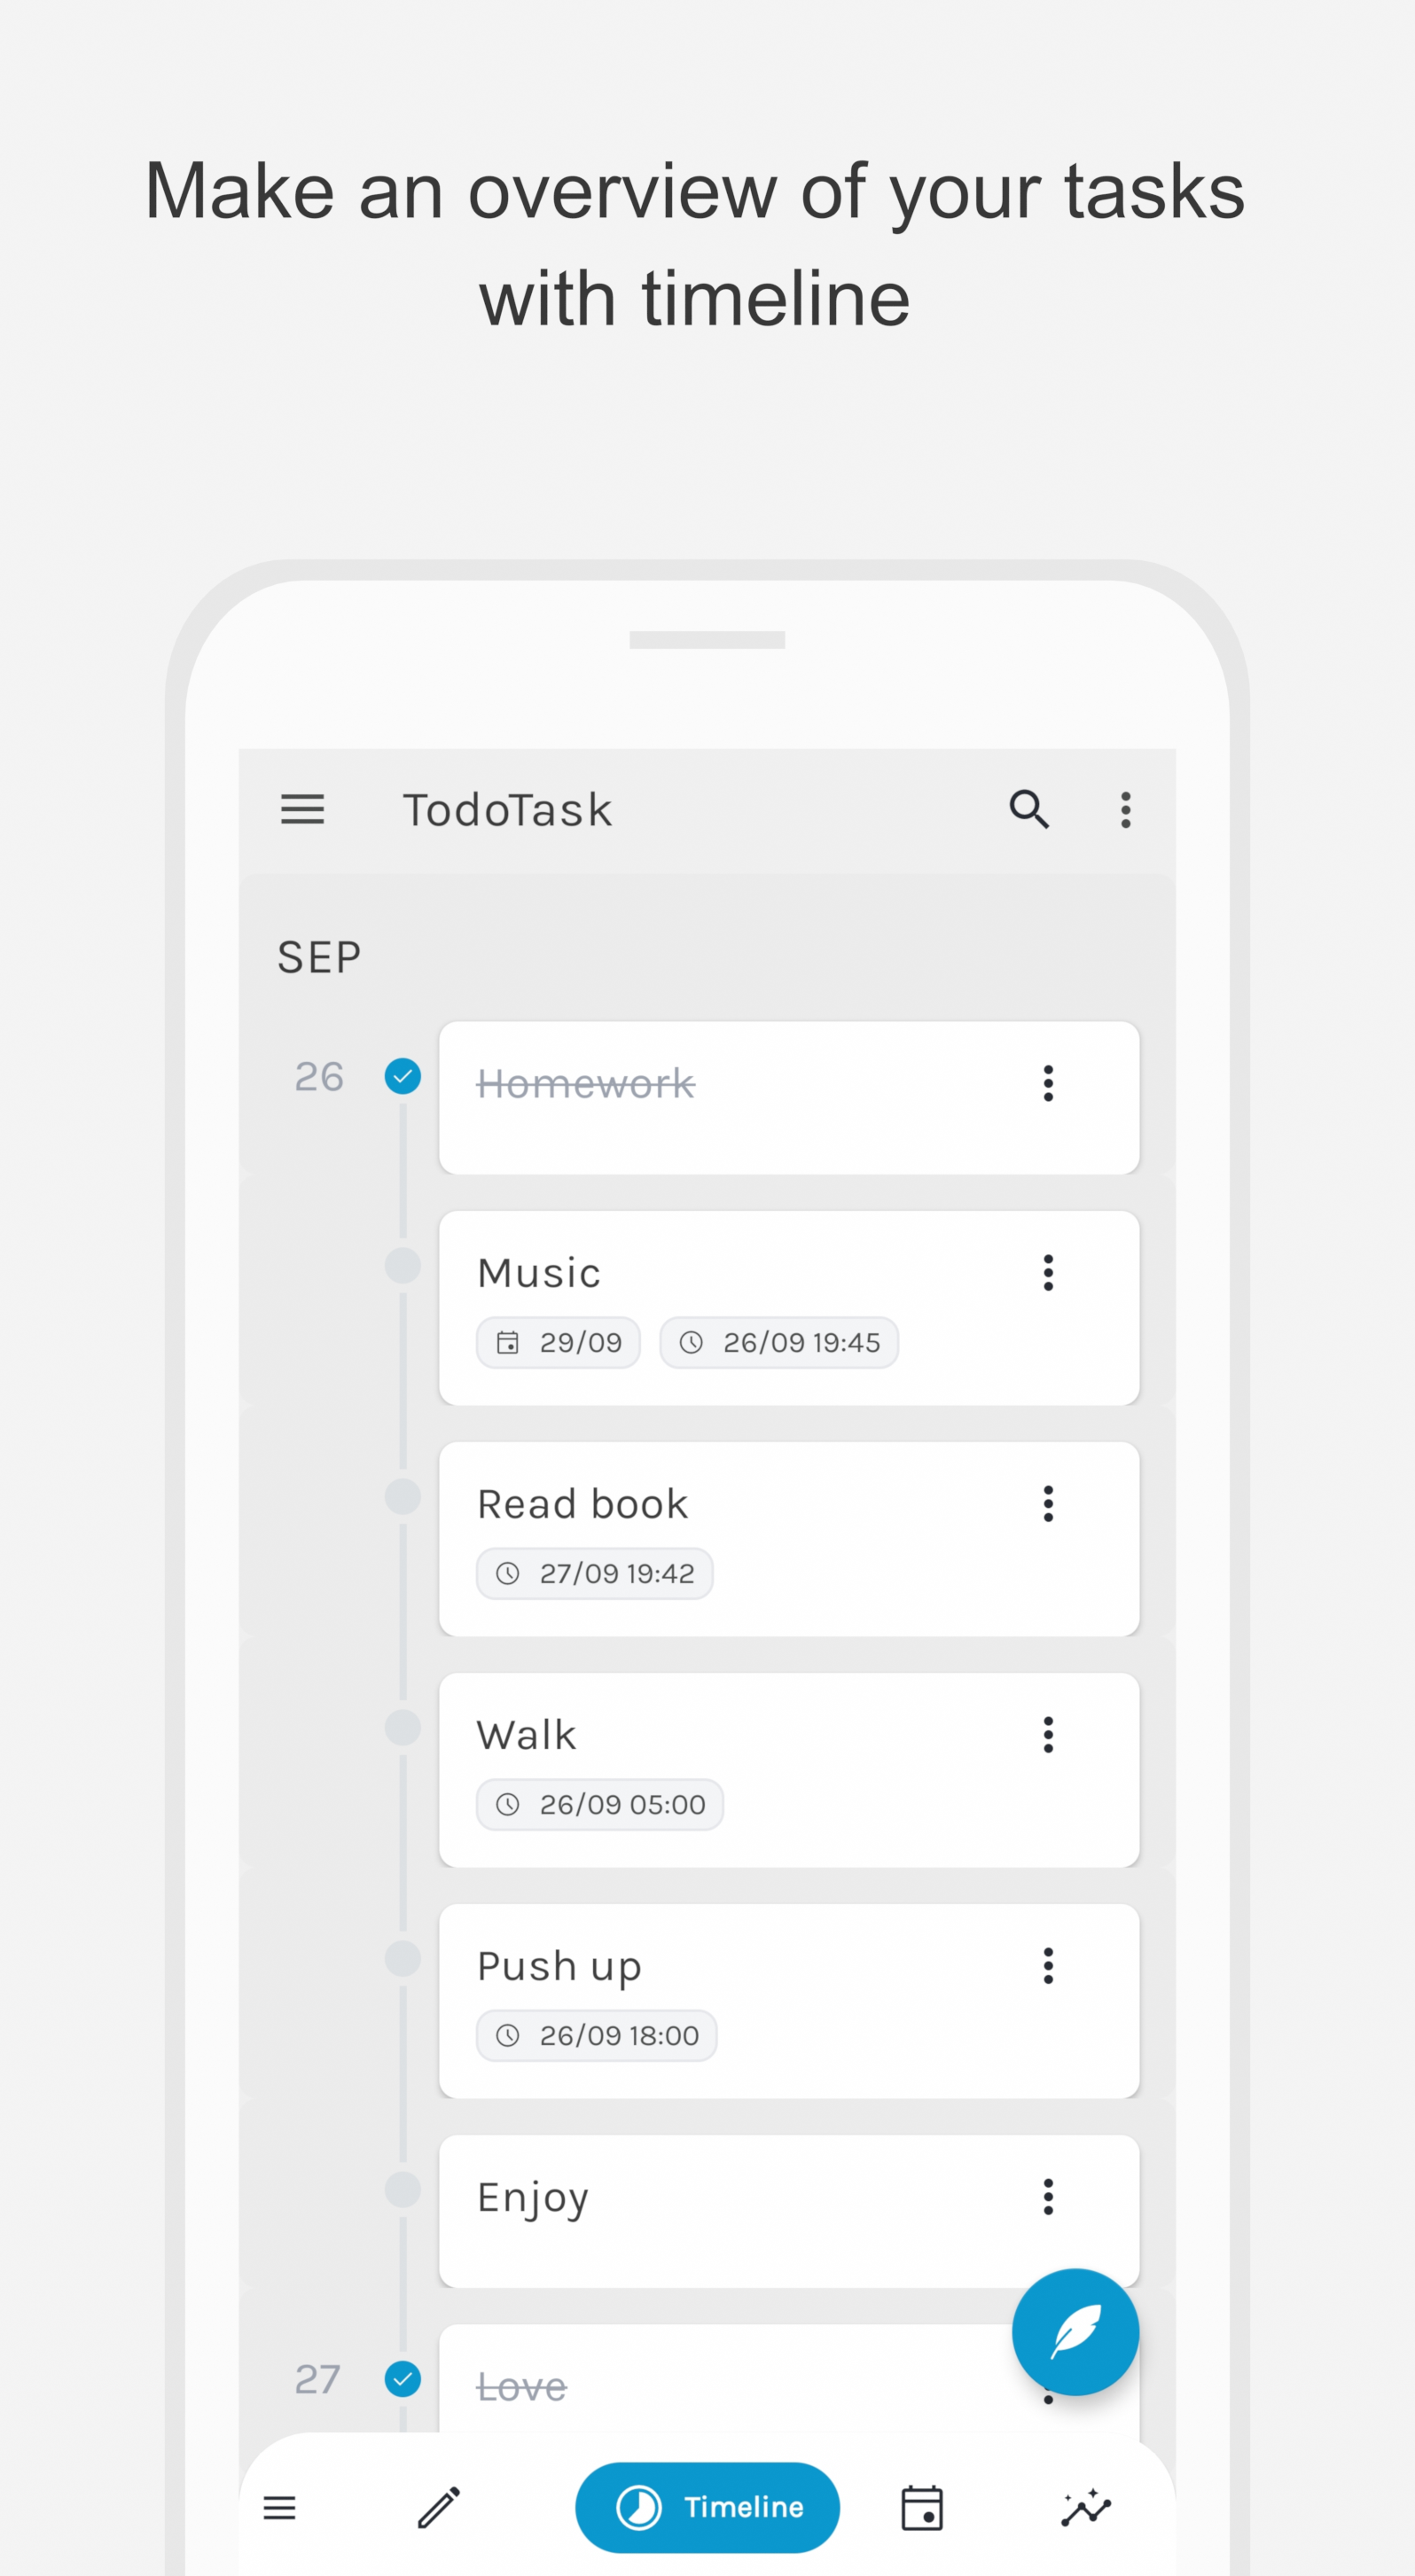 Make an overview of your tasks
with timeline
TodoTask
SEP
26
Homework
Music
29/09 26/09 19:45
Read book
27/09 19:42
Walk
26/09 05:00
Push up
26/09 18:00
Enjoy
27
Love
Timeline